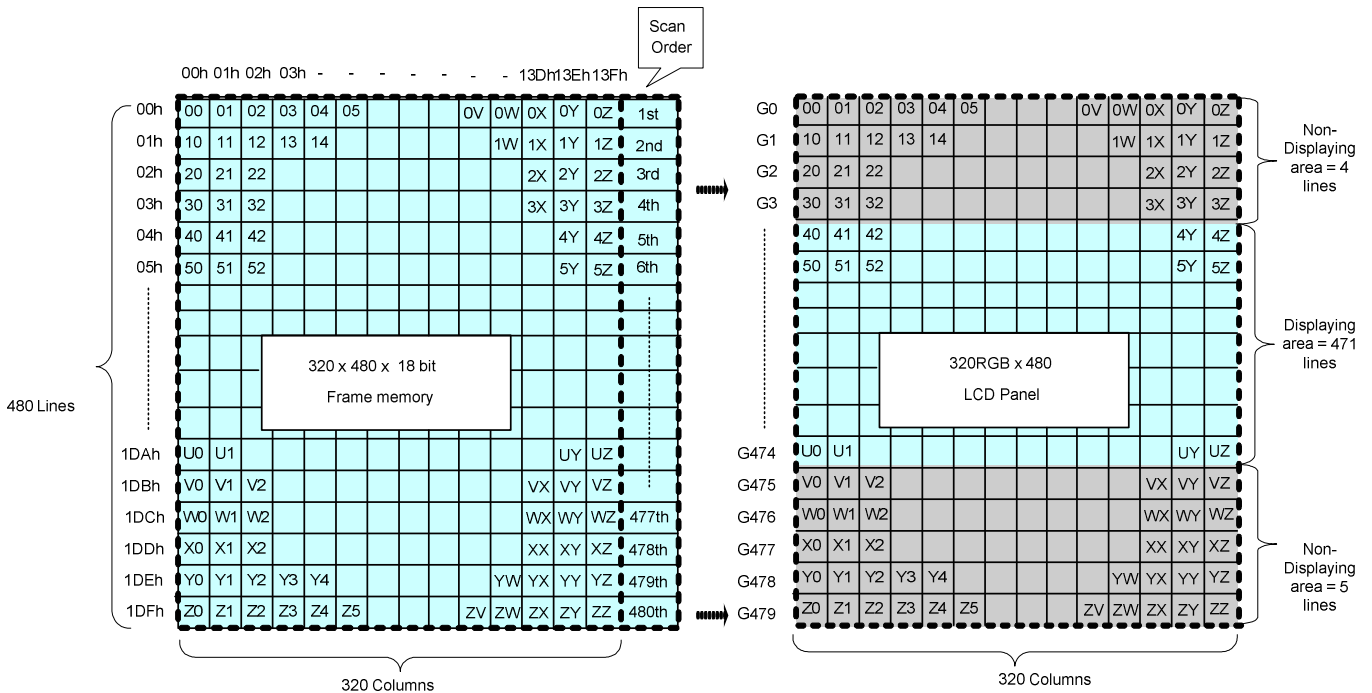 Scan
Order
00h 01h 02h 03h - - - - - - - 13Dh 13Eh 13Fh
00h 00 01 02 03 04 05 0V 0W 0X 0Y 0Z 1st
01h 10 11 12 13 14 1W 1X 1Y 1Z 2nd
02h 20 21 22 2X 2Y 2Z 3rd
03h 30 31 32 3X 3Y 3Z 4th
04h 40 41 42 4Y 4Z 5th
05h 50 51 52 5Y 5Z 6th
320 x 480 x 18 bit
Frame memory
480 Lines
1DAh U0 U1 UY UZ
1DBh V0 V1 V2 VX VY VZ
1DCh W0 W1 W2 WX WY WZ 477th
1DDh X0 X1 X2 XX XY XZ 478th
1DEh Y0 Y1 Y2 Y3 Y4 YW YX YY YZ 479th
1DFh Z0 Z1 Z2 Z3 Z4 Z5 ZV ZW ZX ZY ZZ 480th
320 Columns
G0 00 01 02 03 04 05 0V 0W 0X 0Y 0Z
G1 10 11 12 13 14 1W 1X 1Y 1Z
G2 20 21 22 2X 2Y 2Z
G3 30 31 32 3X 3Y 3Z
40 41 42 4Y 4Z
50 51 52 5Y 5Z
320RGB x 480
LCD Panel
G474 U0 U1 UY UZ
G475 V0 V1 V2 VX VY VZ
G476 W0 W1 W2 WX WY WZ
G477 X0 X1 X2 XX XY XZ
G478 Y0 Y1 Y2 Y3 Y4 YW YX YY YZ
G479 Z0 Z1 Z2 Z3 Z4 Z5 ZV ZW ZX ZY ZZ
320 Columns
Non-
Displaying
area = 4
lines
Displaying
area = 471
lines
Non-
Displaying
area = 5
lines